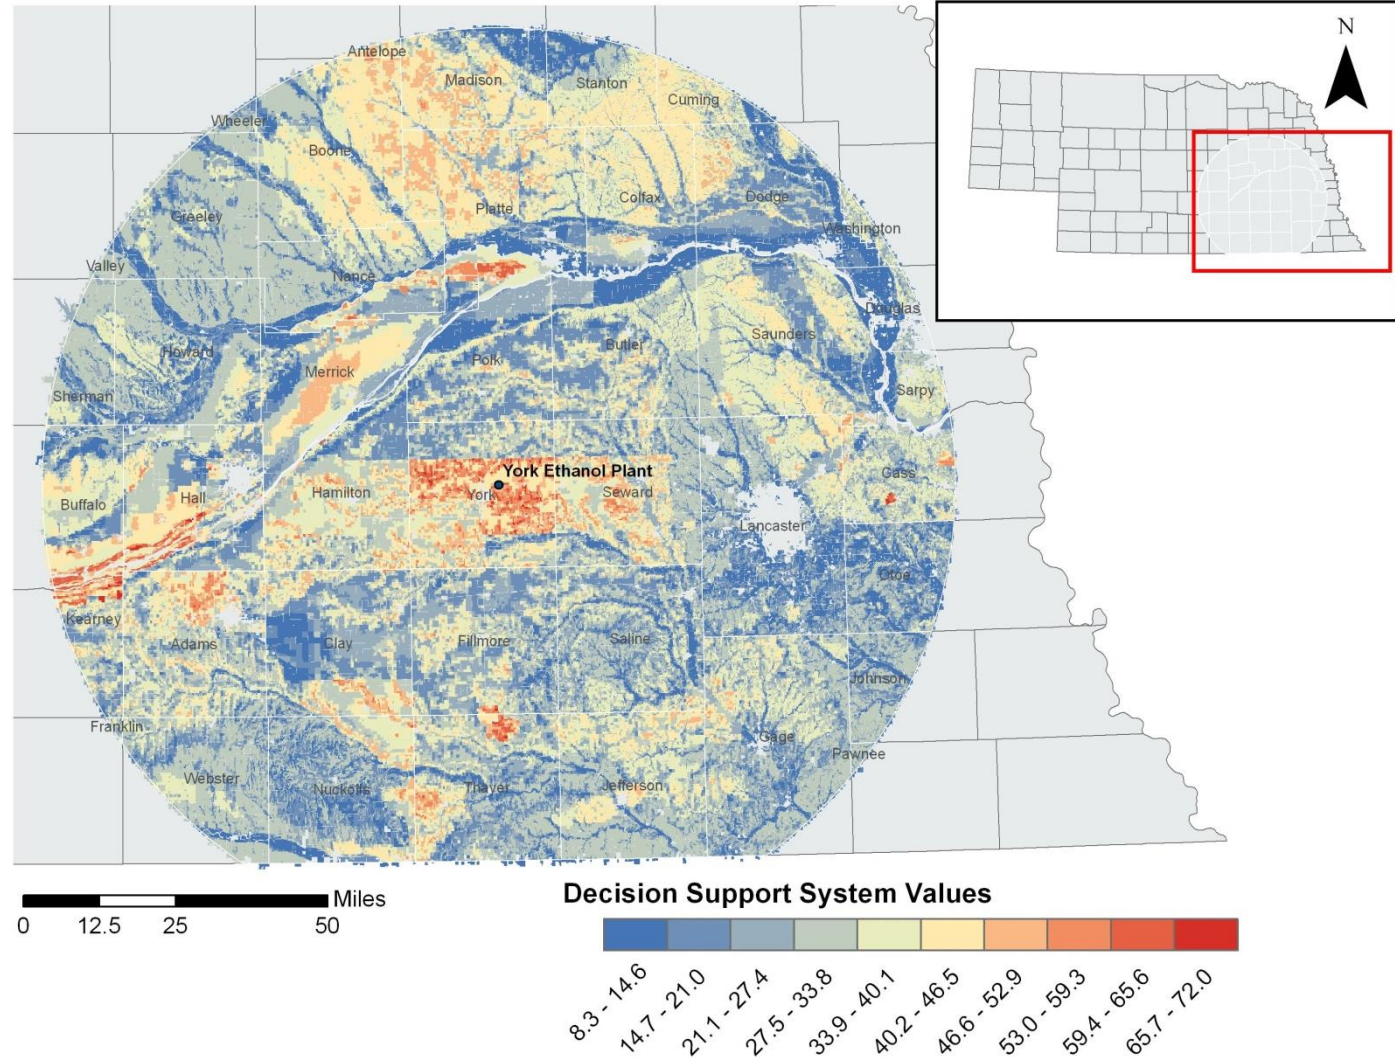 N
Antelope
Madison
Stanton
Cuming
Wheeler
Boone
Greeley
Platte
Colfax
Dodge
Washington
Valley
Nance
Douglas
Howard
Merrick
Polk
Butler
Saunders
Sherman
Sarpy
York Ethanol Plant
Buffalo
Hall
Hamilton
York
Seward
Cass
Lancaster
Otoe
Kearney
Adams
Clay
Fillmore
Saline
Johnson
Franklin
Gage
Pawnee
Webster
Nuckolls
Thayer
Jefferson
Miles
0 12.5 25 50
Decision Support System Values
8.3 - 14.6
14.7 - 21.0
21.1 - 27.4
27.5 - 33.8
33.9 - 40.1
40.2 - 46.5
46.6 - 52.9
53.0 - 59.3
59.4 - 65.6
65.7 - 72.0